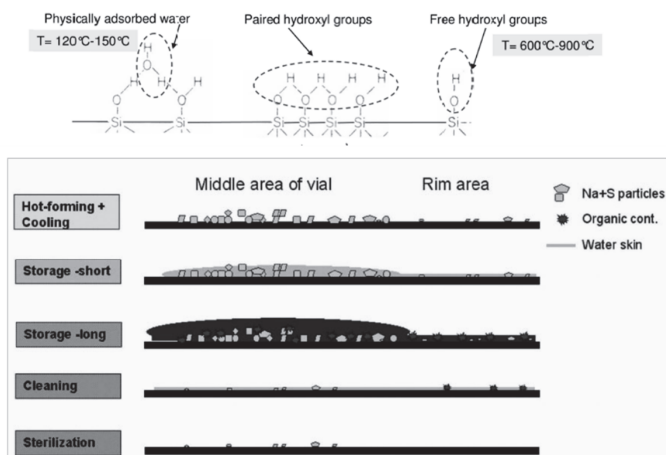 Physically adsorbed water
Paired hydroxyl groups
Free hydroxyl groups
T= 120°C-150°C
T= 600°C-900°C
H
O
H H
O O
Si Si
H H H H
O O O O
Si Si Si Si
H
O
Si
Middle area of vial
Rim area
Hot-forming +
Cooling
Storage -short
Storage -long
Cleaning
Sterilization
Na+S particles
Organic cont.
Water skin